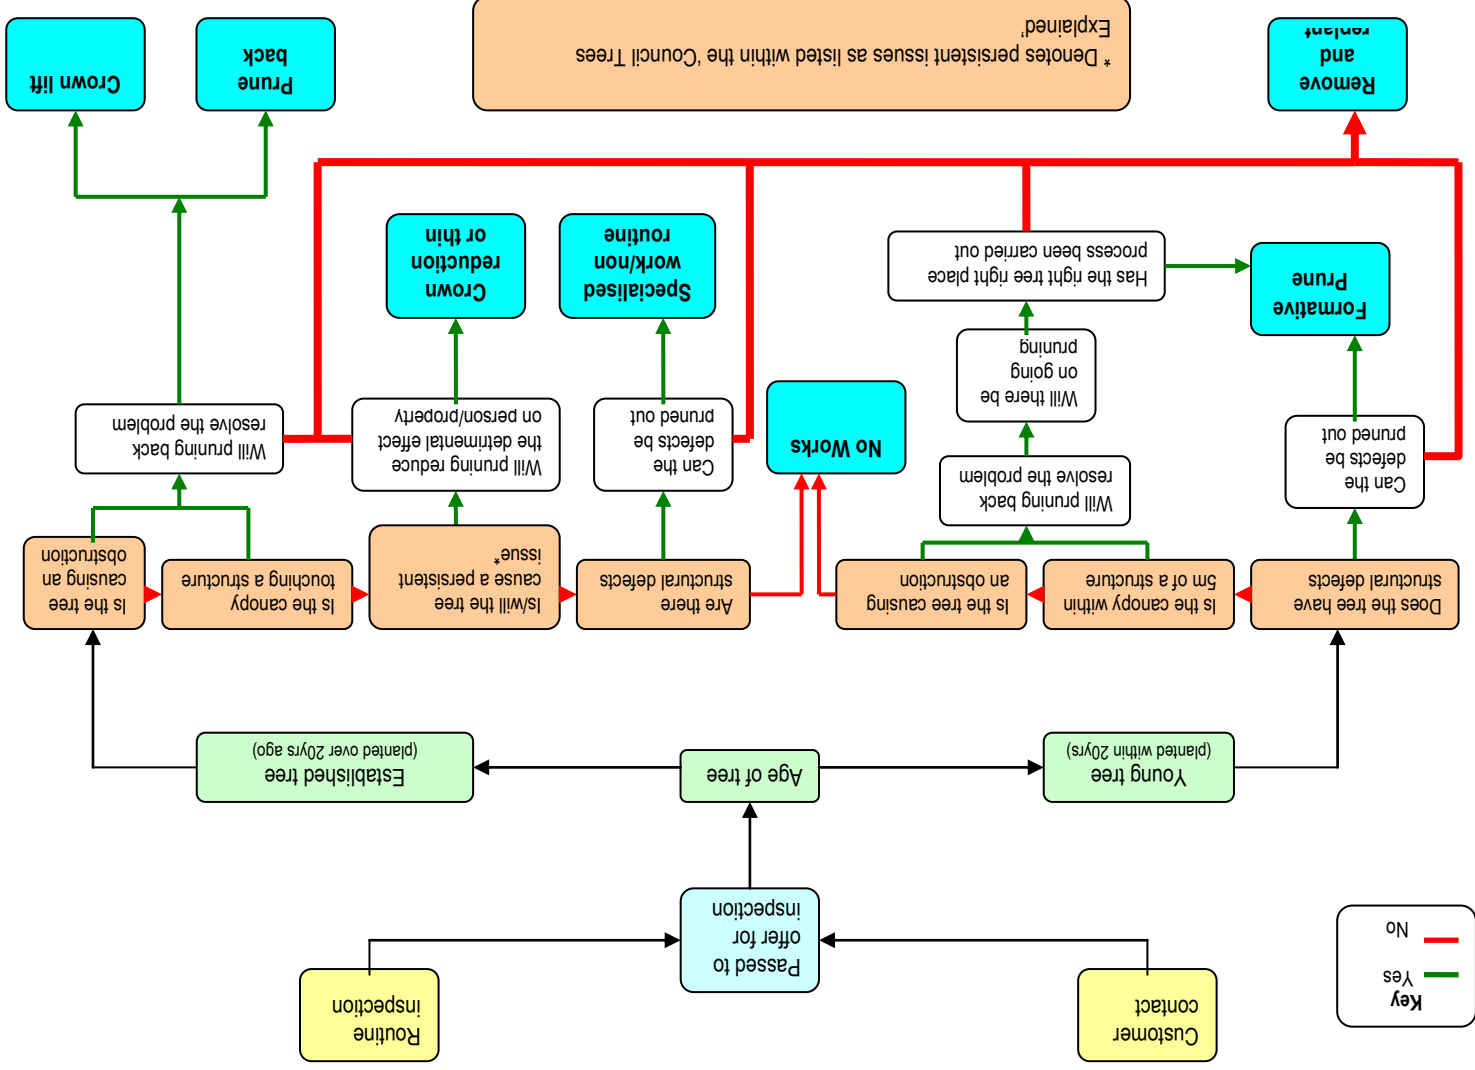 Key
Yes
No
Customer
contact
Routine
inspection
Passed to
offer for
inspection
Age of tree
Young tree
(planted within 20yrs)
Established tree
(planted over 20yrs ago)
Does the tree have
structural defects
Is the canopy within
5m of a structure
Is the tree causing
an obstruction
Are there
structural defects
Is/will the tree
cause a persistent
issue*
Is the canopy
touching a structure
Is the tree
causing an
obstruction
Can the
defects be
pruned out
Will pruning back
resolve the problem
No Works
Can the
defects be
pruned out
Will pruning reduce
the detrimental effect
on person/property
Will pruning back
resolve the problem
Will there be
on going
pruning
Formative
Prune
Has the right tree right place
process been carried out
Specialised
work/non
routine
Crown
reduction
or thin
Remove
and
replant
* Denotes persistent issues as listed within the ‘Council Trees
Explained’
Prune
back
Crown lift